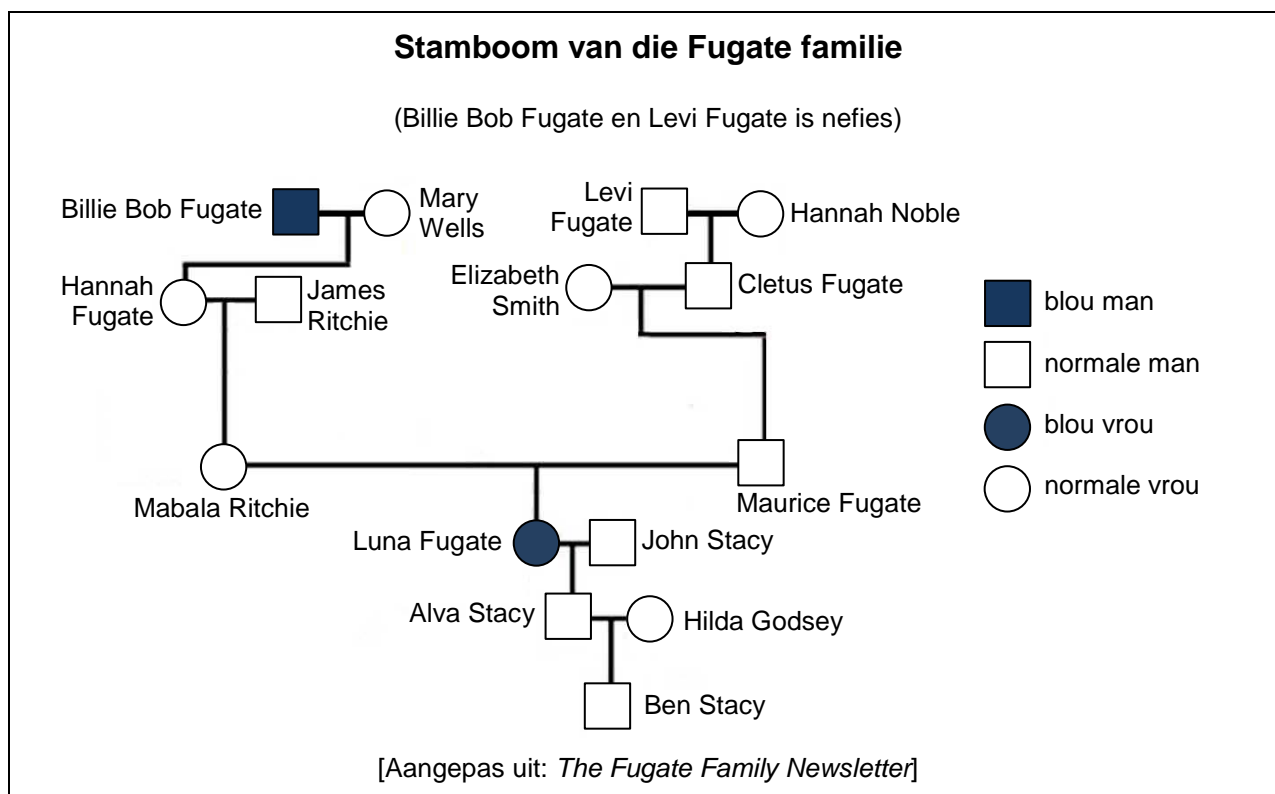 Stamboom van die Fugate familie
(Billie Bob Fugate en Levi Fugate is nefies)
Billie Bob Fugate
Mary
Wells
Levi
Fugate
Hannah Noble
Hannah
Fugate
James
Ritchie
Elizabeth
Smith
Cletus Fugate
Mabala Ritchie
Maurice Fugate
Luna Fugate
John Stacy
Alva Stacy
Hilda Godsey
Ben Stacy
blou man
normale man
blou vrou
normale vrou
[Aangepas uit: The Fugate Family Newsletter]